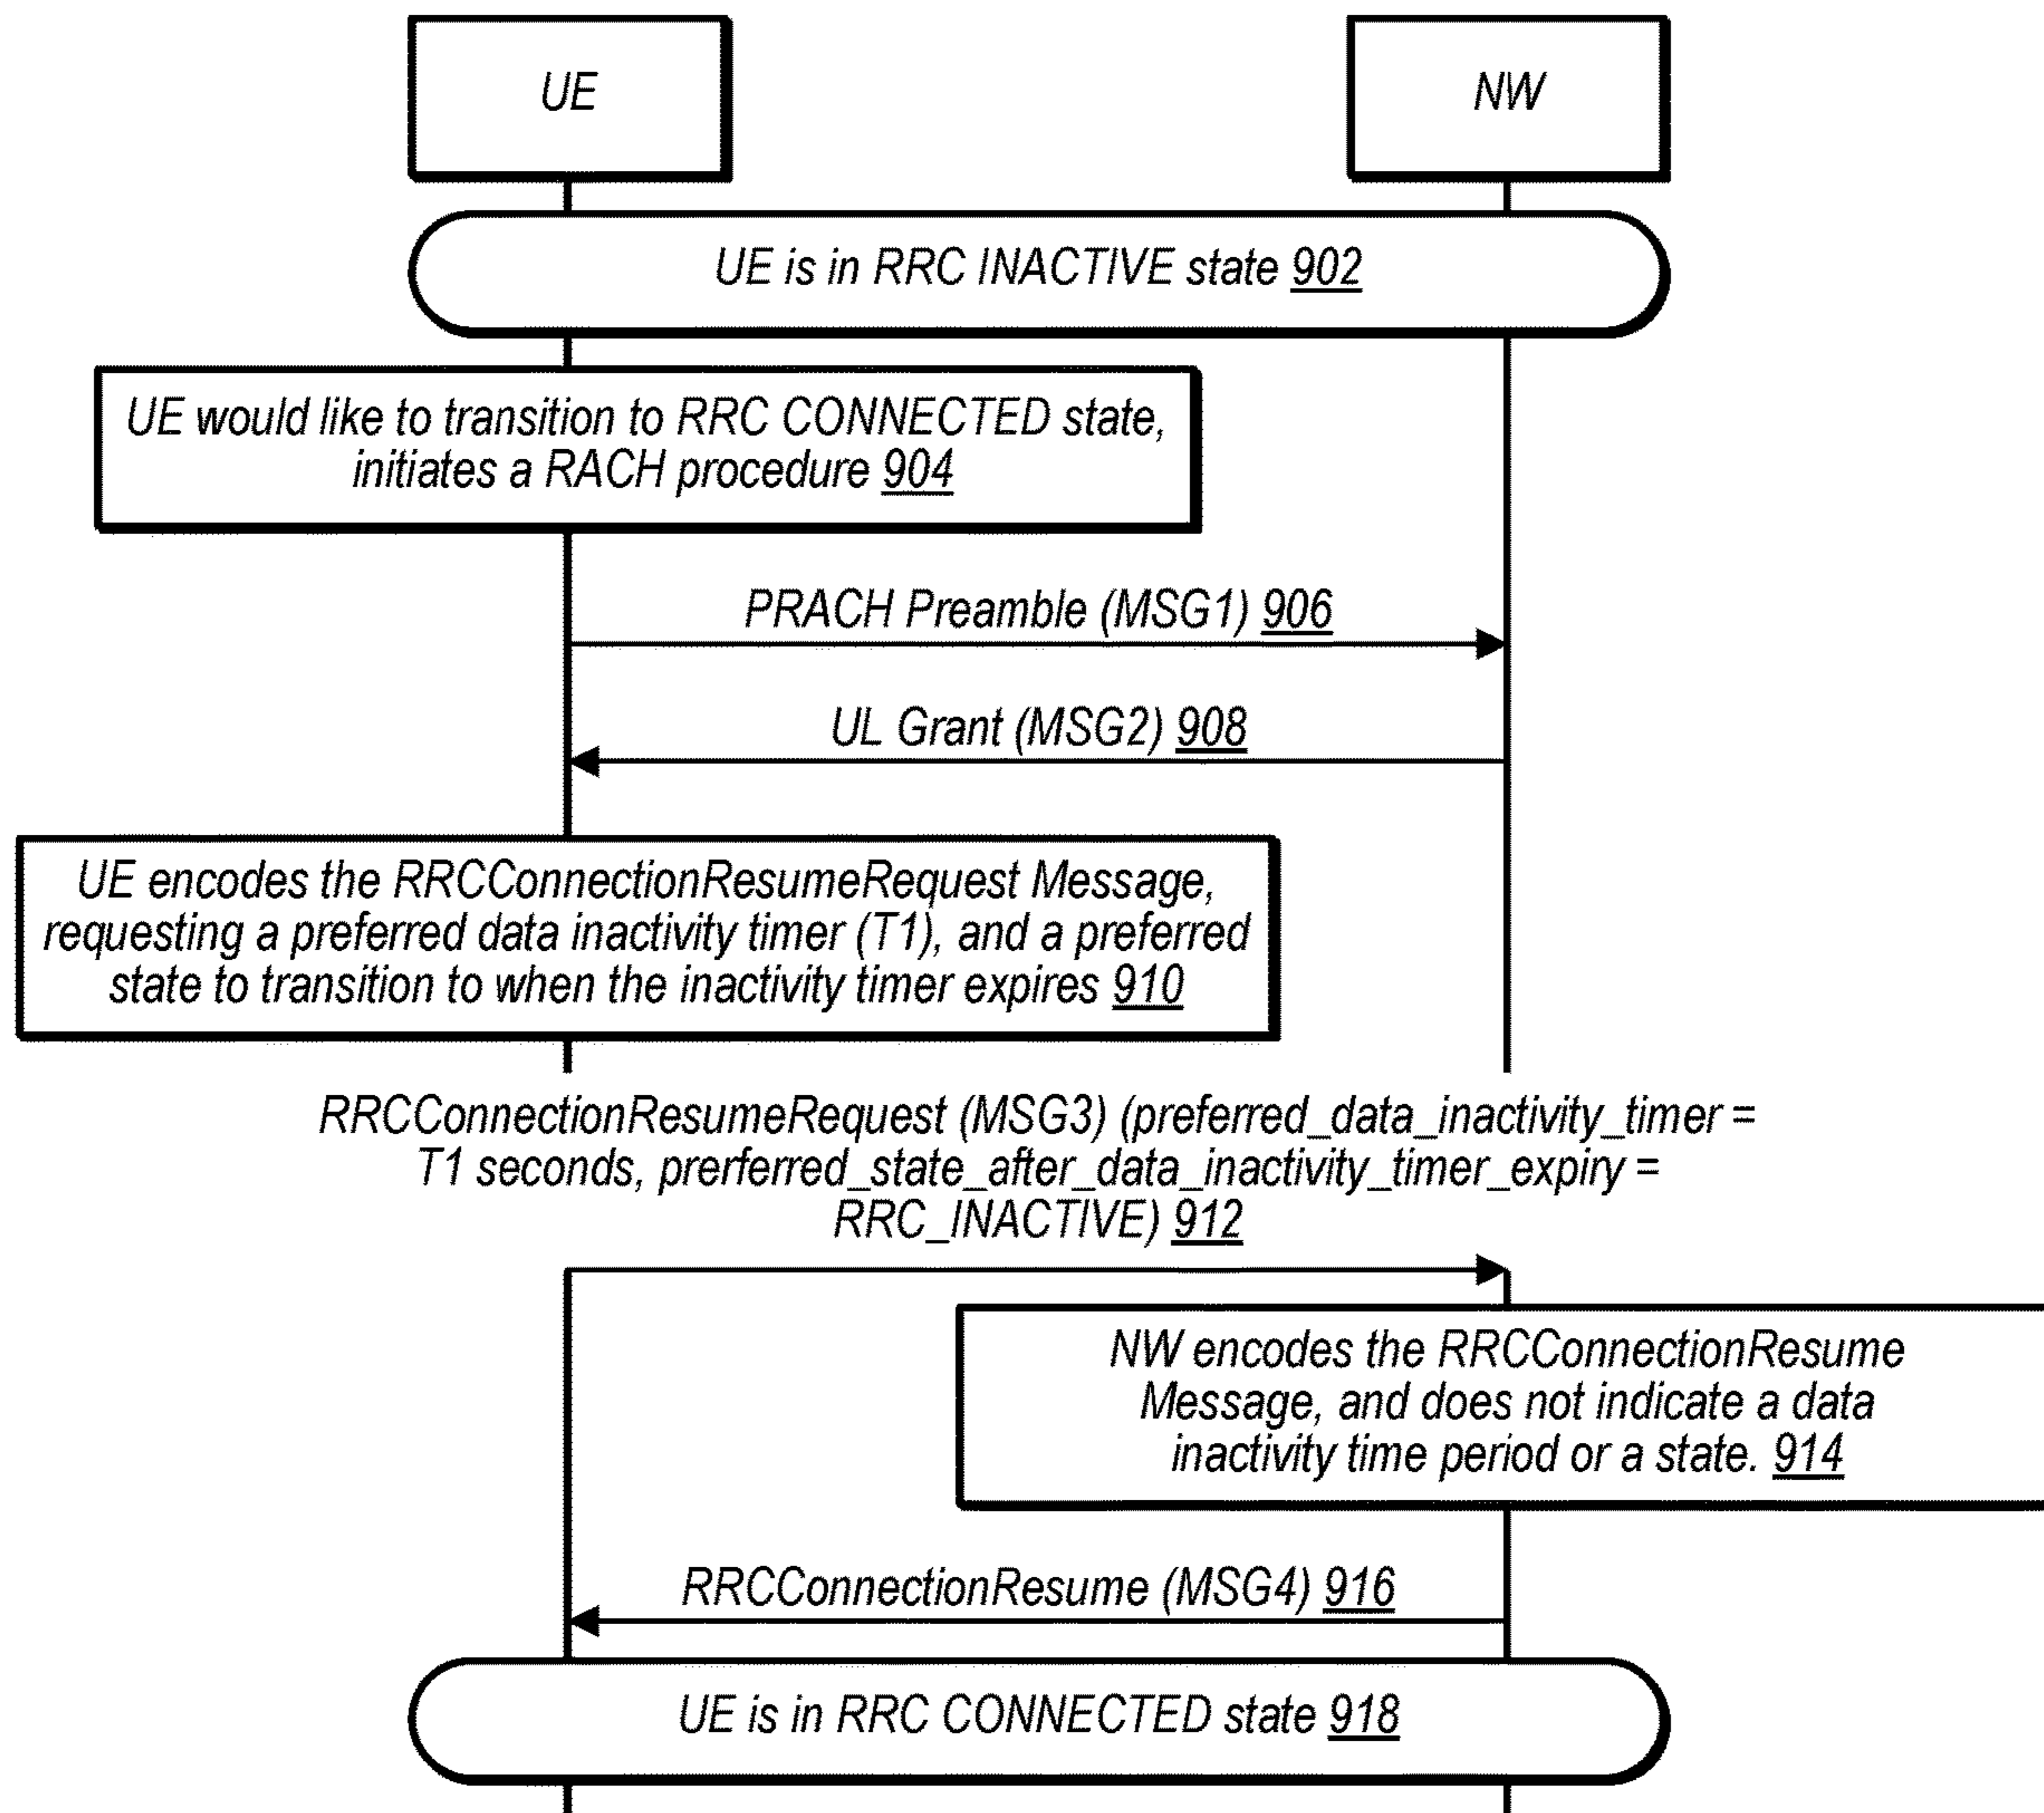 UE
NW
UE is in RRC INACTIVE state 902
UE would like to transition to RRC CONNECTED state,
initiates a RACH procedure 904
PRACH Preamble (MSG1) 906
UL Grant (MSG2) 908
UE encodes the RRCConnectionResumeRequest Message,
requesting a preferred data inactivity timer (T1), and a preferred
state to transition to when the inactivity timer expires 910
RRCConnectionResumeRequest (MSG3) (preferred_data_inactivity_timer =
T1 seconds, prerferred_state_after_data_inactivity_timer_expiry =
RRC_INACTIVE) 912
NW encodes the RRCConnectionResume
Message, and does not indicate a data
inactivity time period or a state. 914
RRCConnectionResume (MSG4) 916
UE is in RRC CONNECTED state 918